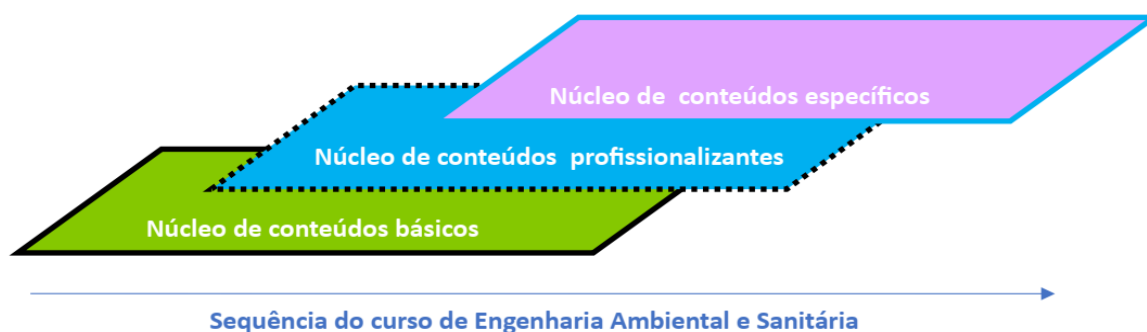 Núcleo de conteúdos específicos
Núcleo de conteúdos profissionalizantes
Núcleo de conteúdos básicos
Sequência do curso de Engenharia Ambiental e Sanitária